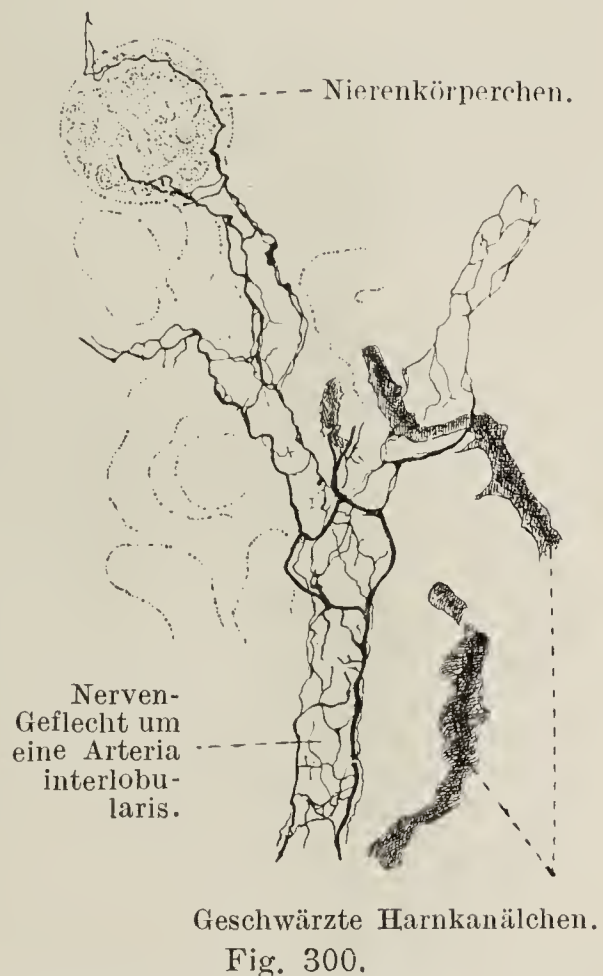 Nierenkörperchen.
Nerven-
Geflecht um
eine Arteria
interlobu-
laris.
Geschwärzte Harnkanälchen.
Fig. 300.